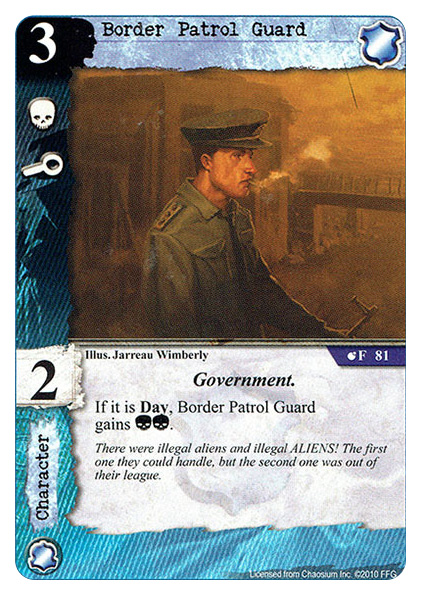 3
Border Patrol Guard
Illus. Jarreau Wimberly
F 81
2
Government.
If it is Day, Border Patrol Guard
gains .
There were illegal aliens and illegal ALIENS! The first
one they could handle, but the second one was out of
their league.
Character
Licensed from Chaosium Inc. ©2010 FFG